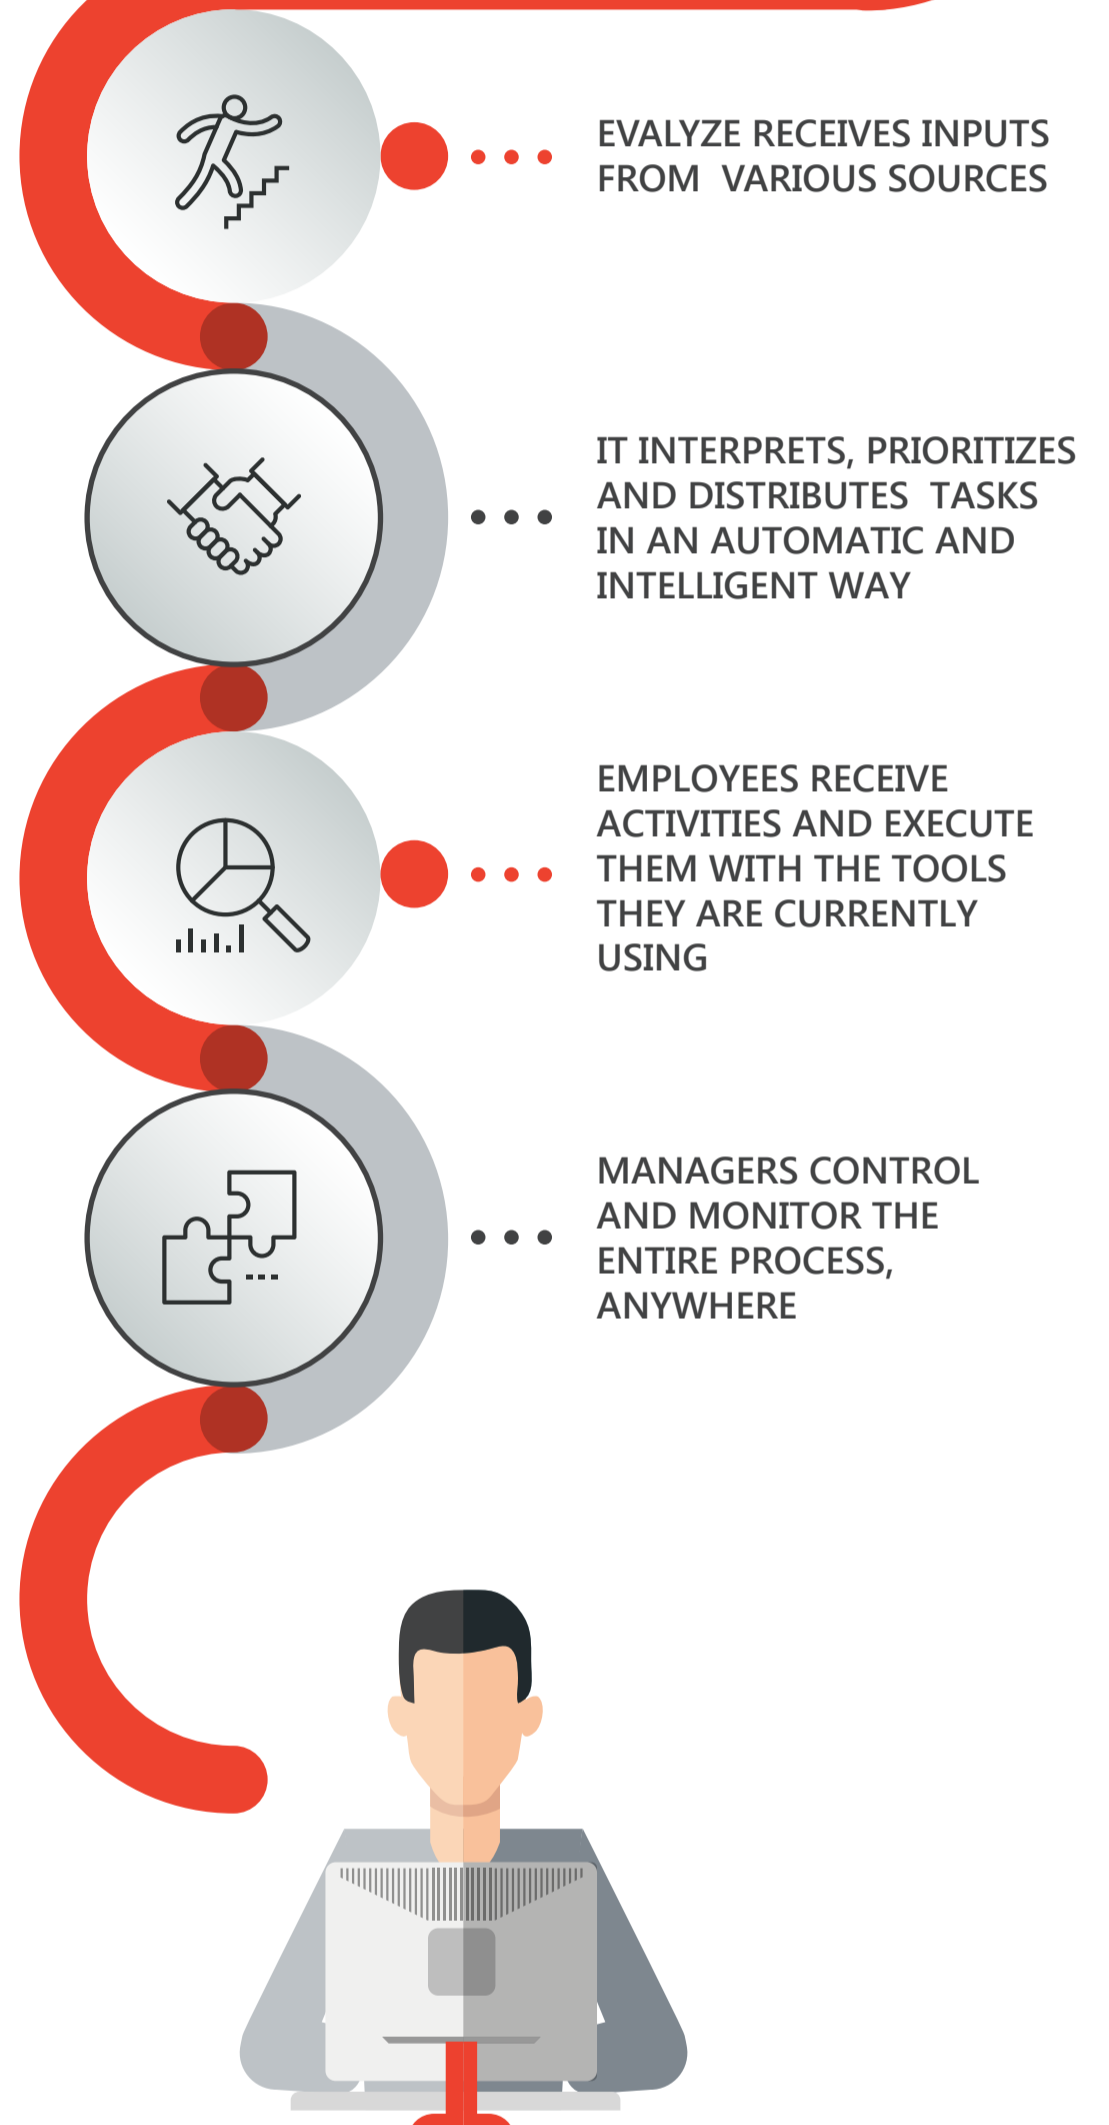 EVALYZE RECEIVES INPUTS
FROM  VARIOUS SOURCES
IT INTERPRETS, PRIORITIZES
AND DISTRIBUTES  TASKS
IN AN AUTOMATIC AND
INTELLIGENT WAY
EMPLOYEES RECEIVE
ACTIVITIES AND EXECUTE
THEM WITH THE TOOLS
THEY ARE CURRENTLY
USING
MANAGERS CONTROL
AND MONITOR THE
ENTIRE PROCESS,
ANYWHERE